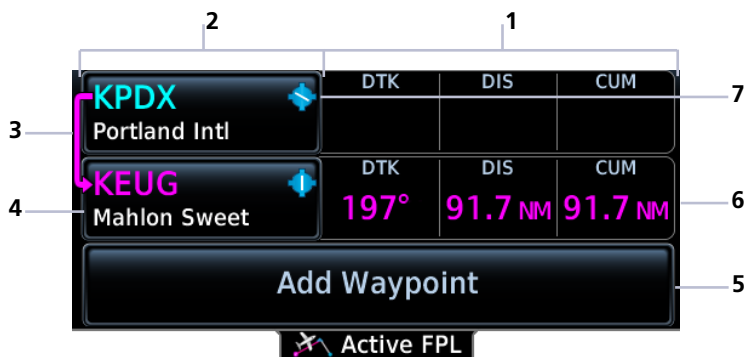 2 1
KPDX DTK DIS CUM 7
Portland Intl
3
KEUG DTK DIS CUM
4 Mahlon Sweet 197° 91.7 NM 91.7 NM 6
Add Waypoint 5
Active FPL